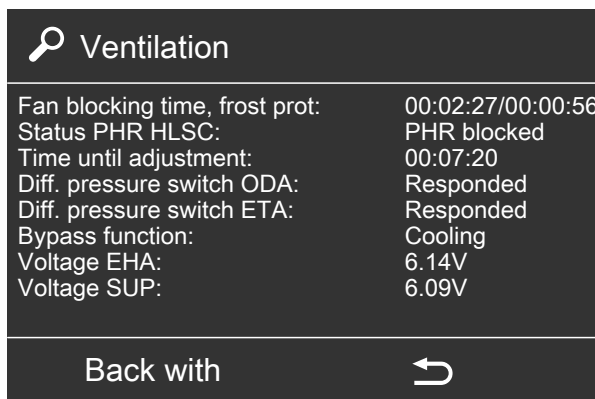 Ventilation
Fan blocking time, frost prot: 00:02:27/00:00:56
Status PHR HLSC: PHR blocked
Time until adjustment: 00:07:20
Diff. pressure switch ODA: Responded
Diff. pressure switch ETA: Responded
Bypass function: Cooling
Voltage EHA: 6.14V
Voltage SUP: 6.09V
Back with